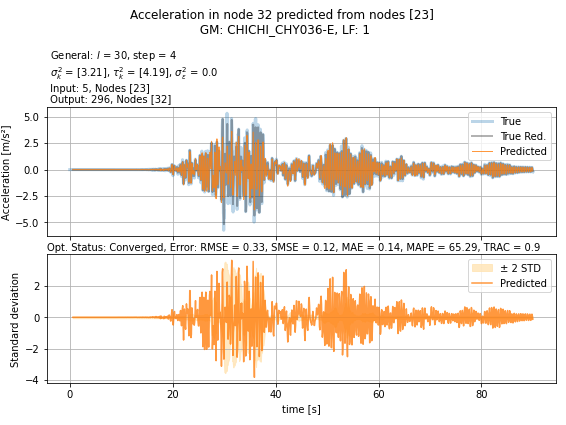 Acceleration in node 32 predicted from nodes [23]
GM: CHICHI_CHY036-E, LF: 1
General: l = 30, step = 4
σ²ₖ = [3.21], τ²ₖ = [4.19], σ²ε = 0.0
Input: 5, Nodes [23]
Output: 296, Nodes [32]
Acceleration [m/s²]
5.0
2.5
0.0
−2.5
−5.0
True
True Red.
Predicted
Opt. Status: Converged, Error: RMSE = 0.33, SMSE = 0.12, MAE = 0.14, MAPE = 65.29, TRAC = 0.9
Standard deviation
2
0
−2
−4
± 2 STD
Predicted
0 20 40 60 80
time [s]